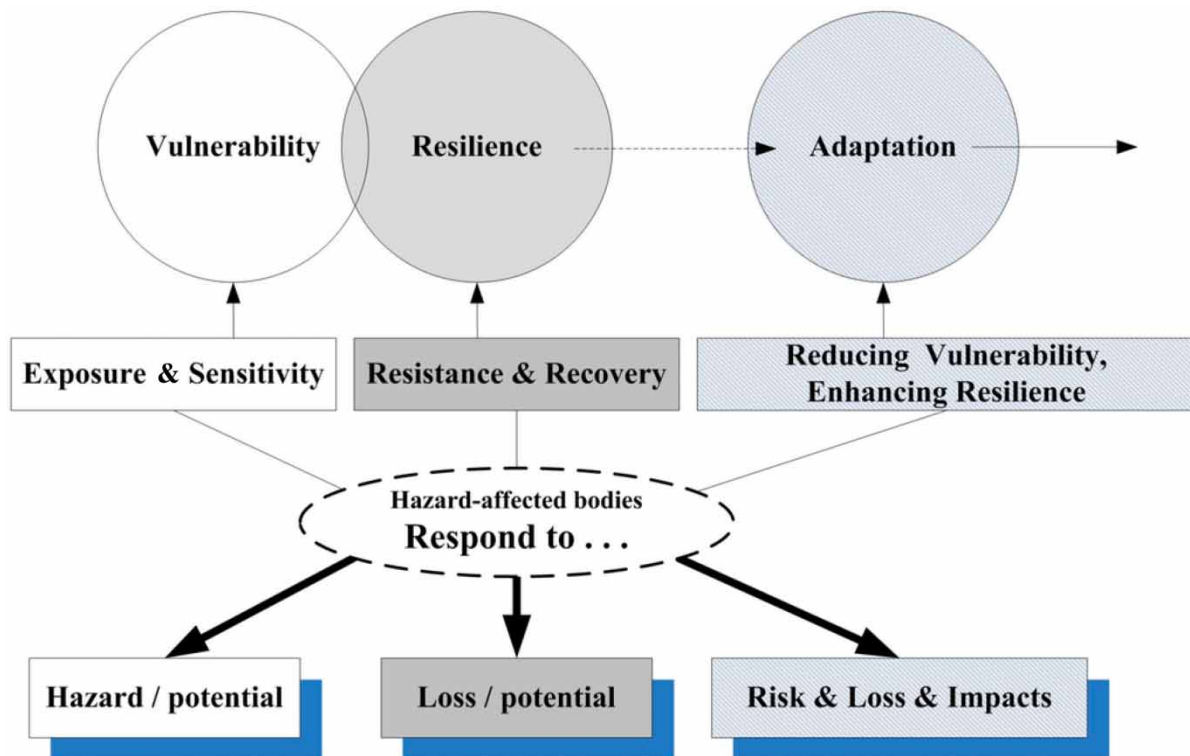 Vulnerability
Resilience
Adaptation
Exposure & Sensitivity
Resistance & Recovery
Reducing Vulnerability,
Enhancing Resilience
Hazard-affected bodies
Respond to . . .
Hazard / potential
Loss / potential
Risk & Loss & Impacts